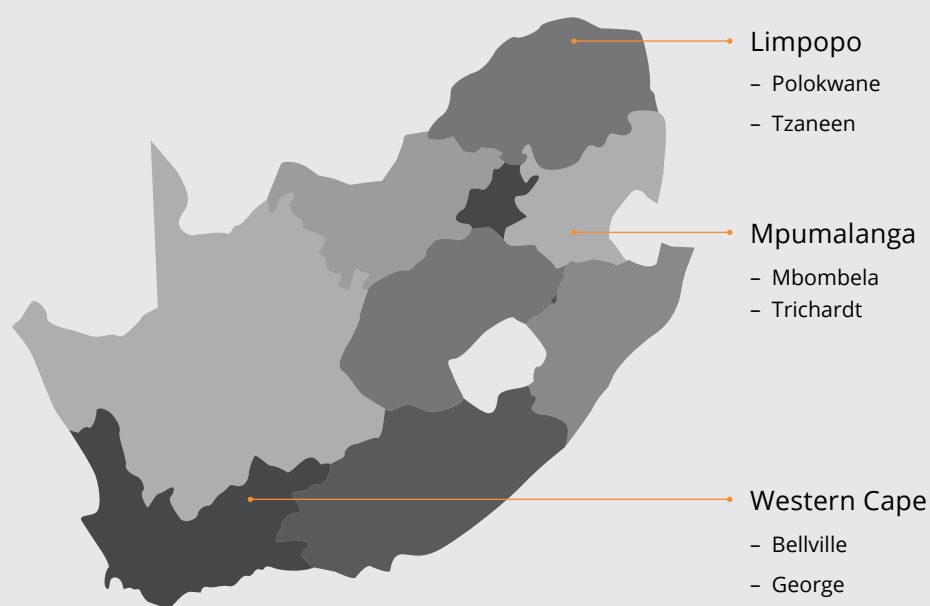 Limpopo
– Polokwane
– Tzaneen
Mpumalanga
– Mbombela
– Trichardt
Western Cape
– Bellville
– George